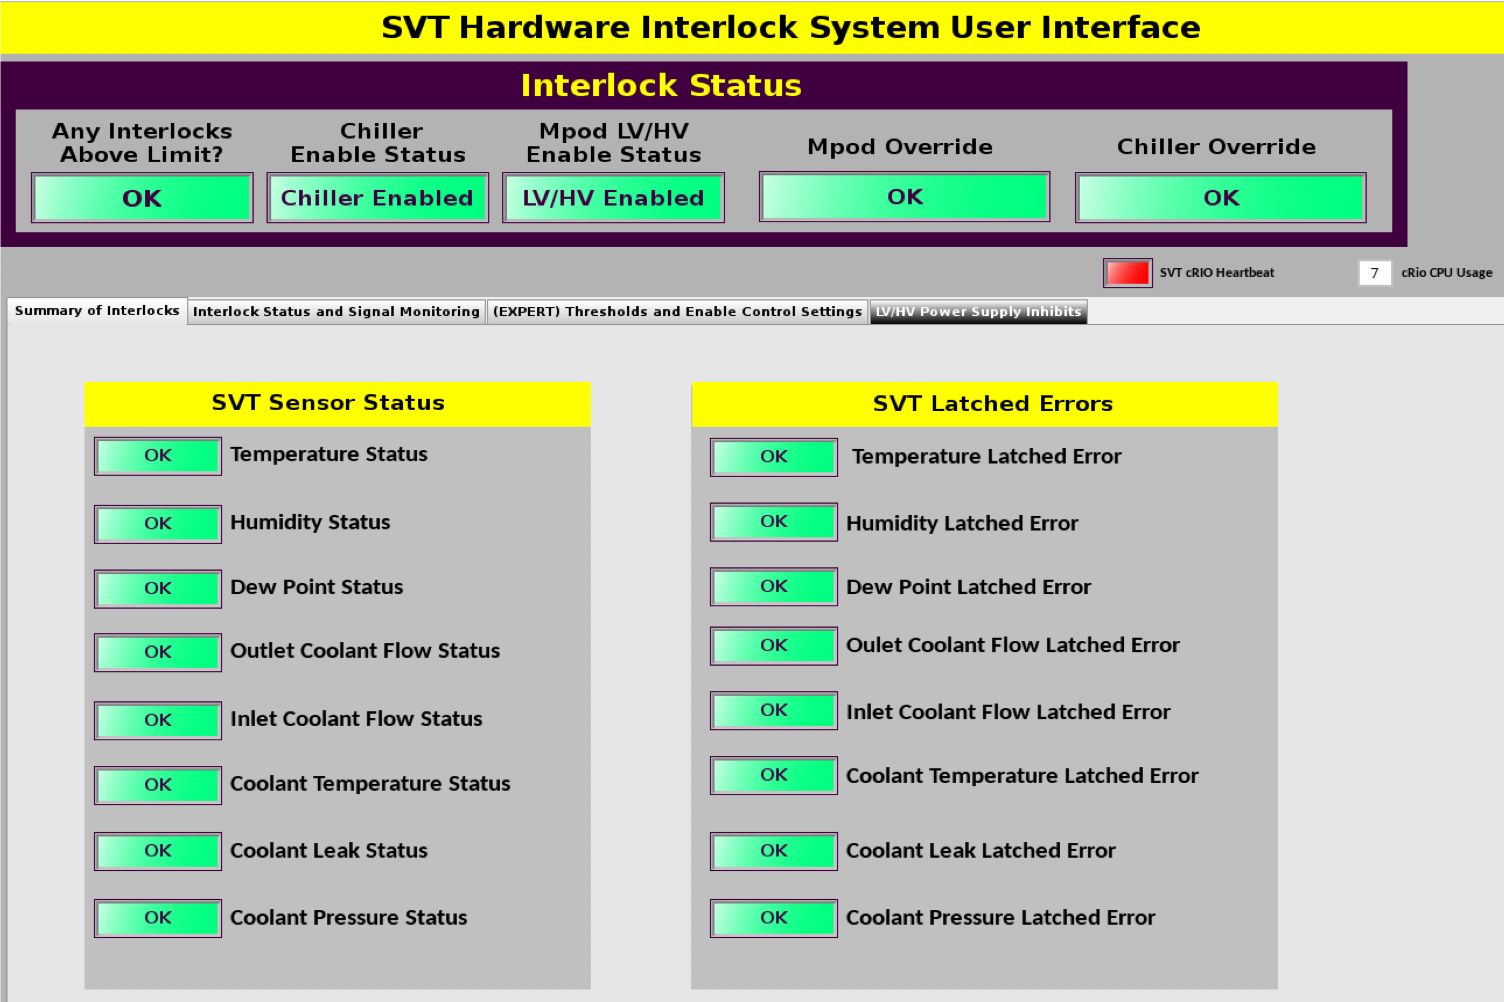 SVT Hardware Interlock System User Interface
Interlock Status
Any Interlocks
Above Limit?
Chiller
Enable Status
Mpod LV/HV
Enable Status
Mpod Override
Chiller Override
OK
Chiller Enabled
LV/HV Enabled
OK
OK
SVT cRIO Heartbeat
7
cRio CPU Usage
Summary of Interlocks
Interlock Status and Signal Monitoring
(EXPERT) Thresholds and Enable Control Settings
LV/HV Power Supply Inhibits
SVT Sensor Status
OK Temperature Status
OK Humidity Status
OK Dew Point Status
OK Outlet Coolant Flow Status
OK Inlet Coolant Flow Status
OK Coolant Temperature Status
OK Coolant Leak Status
OK Coolant Pressure Status
SVT Latched Errors
OK Temperature Latched Error
OK Humidity Latched Error
OK Dew Point Latched Error
OK Oulet Coolant Flow Latched Error
OK Inlet Coolant Flow Latched Error
OK Coolant Temperature Latched Error
OK Coolant Leak Latched Error
OK Coolant Pressure Latched Error